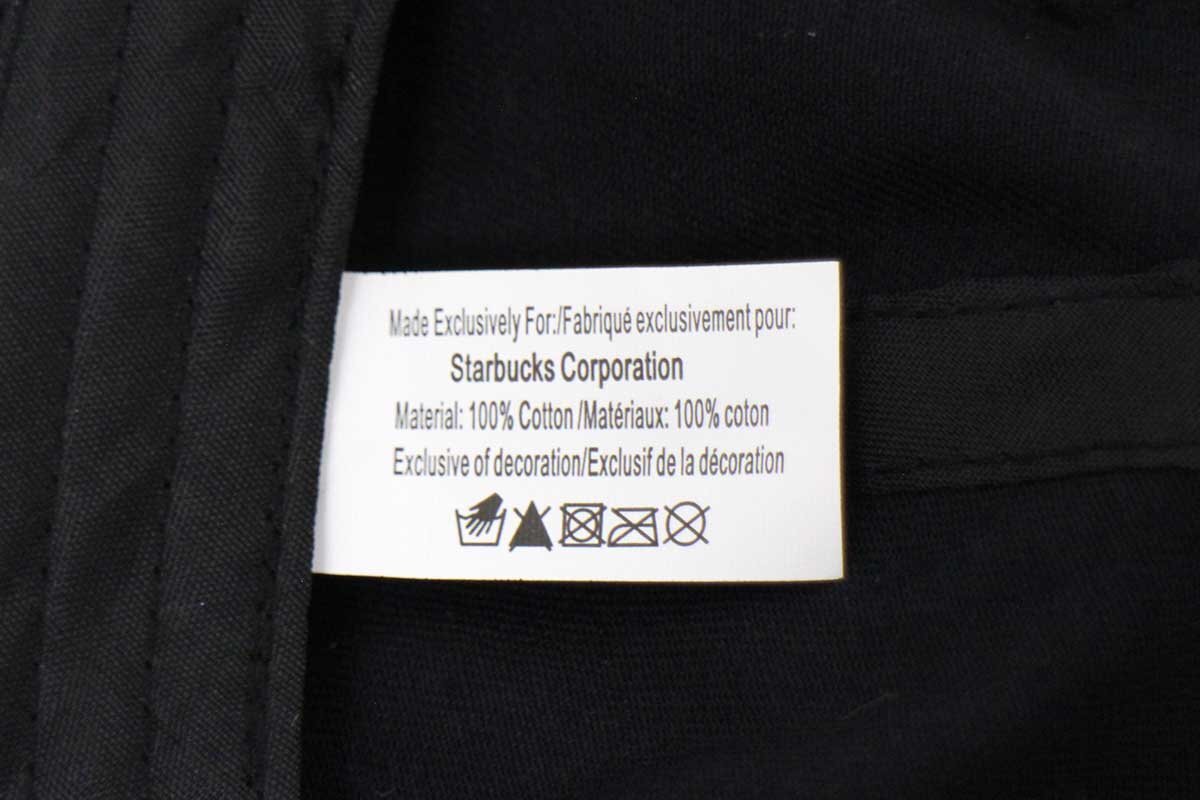 Made Exclusively For:/Fabriqué exclusivement pour:
Starbucks Corporation
Material: 100% Cotton /Matériaux: 100% coton
Exclusive of decoration/Exclusif de la décoration